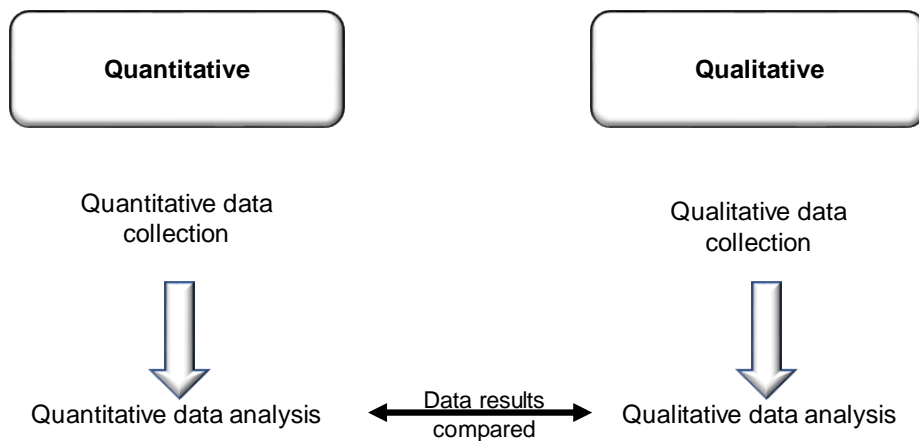 Quantitative
Qualitative
Quantitative data
collection
Qualitative data
collection
Quantitative data analysis
Data results
compared
Qualitative data analysis